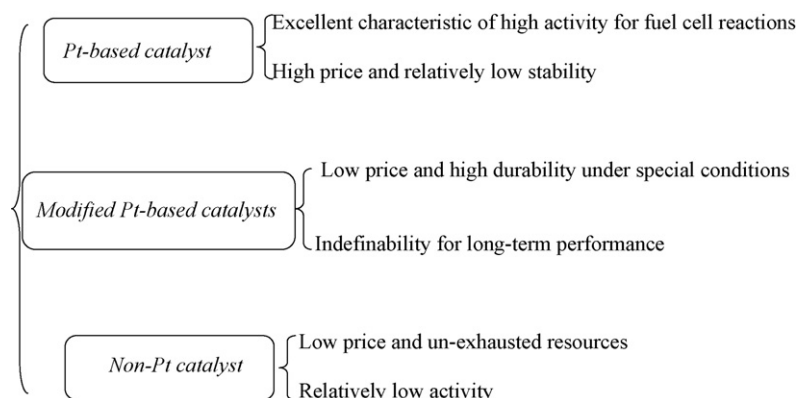 Excellent characteristic of high activity for fuel cell reactions
Pt-based catalyst
High price and relatively low stability
Low price and high durability under special conditions
Modified Pt-based catalysts
Indefinability for long-term performance
Low price and un-exhausted resources
Non-Pt catalyst
Relatively low activity